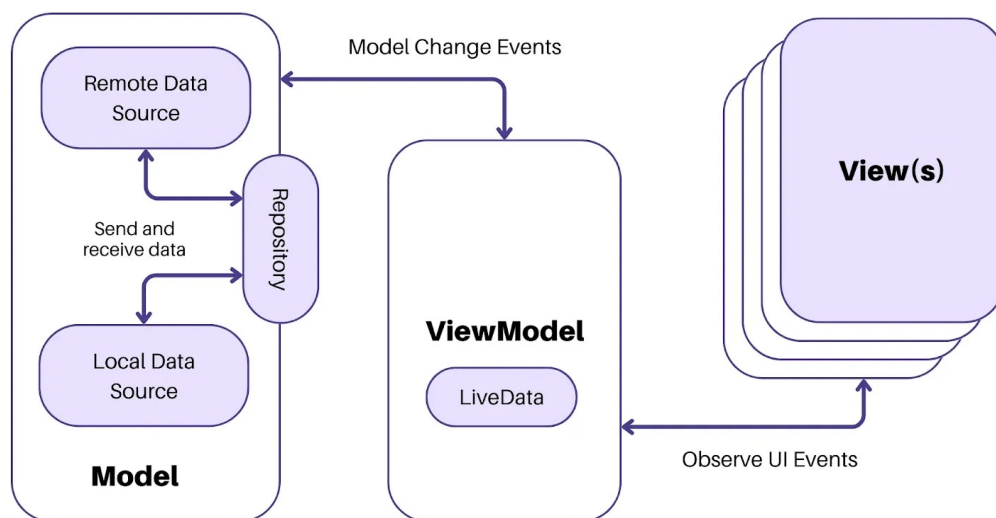 Remote Data
Source
Send and
receive data
Repository
Local Data
Source
Model
Model Change Events
ViewModel
LiveData
View(s)
Observe UI Events